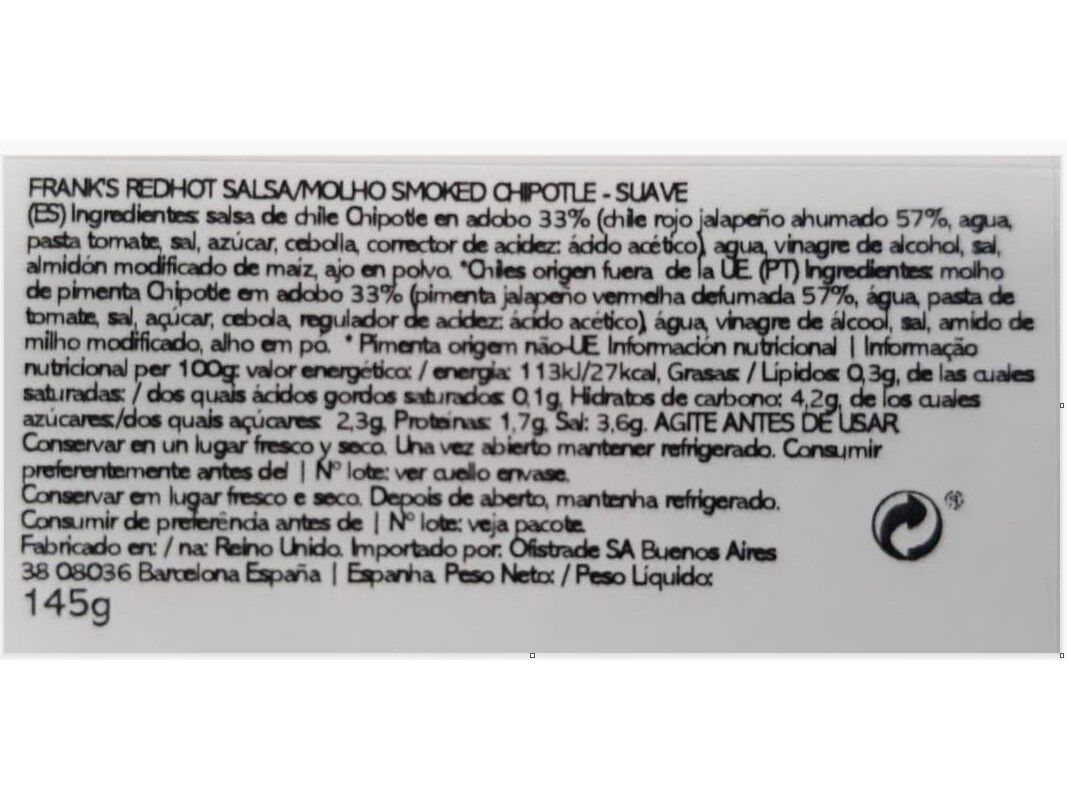 FRANK'S REDHOT SALSA/MOLHO SMOKED CHIPOTLE - SUAVE
(ES) Ingredientes: salsa de chile Chipotle en adobo 33% (chile rojo jalapeño ahumado 57%, agua,
pasta tomate, sal, azúcar, cebolla, corrector de acidez: ácido acético), agua, vinagre de alcohol, sal,
almidón modificado de maíz, ajo en polvo. *Chiles origen fuera de la UE (PT) Ingredientes: molho
de pimenta Chipotle em adobo 33% (pimenta jalapeño vermelha defumada 57%, água, pasta de
tomate, sal, açúcar, cebola, regulador de acidez: ácido acético), água, vinagre de álcool, sal, amido de
milho modificado, alho em pó. * Pimenta origem não-UE Información nutricional | Informação
nutricional per 100g: valor energético: / energia: 113kJ/27kcal, Grasas: / Lípidos: 0,3g, de las cuales
saturadas: / dos quais ácidos gordos saturados: 0,1g, Hidratos de carbono: 4,2g, de los cuales
azúcares:/dos quais açúcares: 2,3g, Proteínas: 1,7g, Sal: 3,6g. AGITE ANTES DE USAR
Conservar en un lugar fresco y seco. Una vez abierto mantener refrigerado. Consumir
preferentemente antes del | Nº lote: ver cuello envase.
Conservar em lugar fresco e seco. Depois de aberto, mantenha refrigerado.
Consumir de preferência antes de | Nº lote: veja pacote.
Fabricado en: / na: Reino Unido. Importado por: Ofistrade SA Buenos Aires
38 08036 Barcelona España | Espanha Peso Neto: / Peso Líquido:
145g